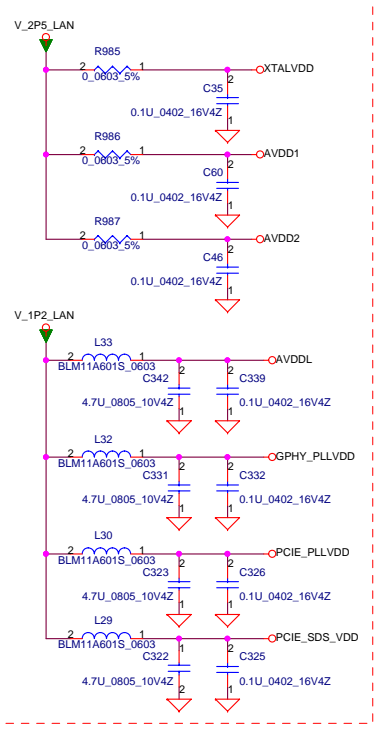 V_2P5_LAN
R985
2 1 2
0_0603_5%
XTALVDD
C35
0.1U_0402_16V4Z
1
R986
2 1 2
0_0603_5%
AVDD1
C60
0.1U_0402_16V4Z
1
R987
2 1 2
0_0603_5%
AVDD2
C46
0.1U_0402_16V4Z
1
V_1P2_LAN
L33
2 1 2 2
BLM11A601S_0603
AVDDL
C342 C339
4.7U_0805_10V4Z 0.1U_0402_16V4Z
1 1
L32
2 1 2 2
BLM11A601S_0603
GPHY_PLLVDD
C331 C332
4.7U_0805_10V4Z 0.1U_0402_16V4Z
1 1
L30
2 1 2 2
BLM11A601S_0603
PCIE_PLLVDD
C323 C326
4.7U_0805_10V4Z 0.1U_0402_16V4Z
1 1
L29
2 1 1 2
BLM11A601S_0603
PCIE_SDS_VDD
C322 C325
4.7U_0805_10V4Z 0.1U_0402_16V4Z
2 1